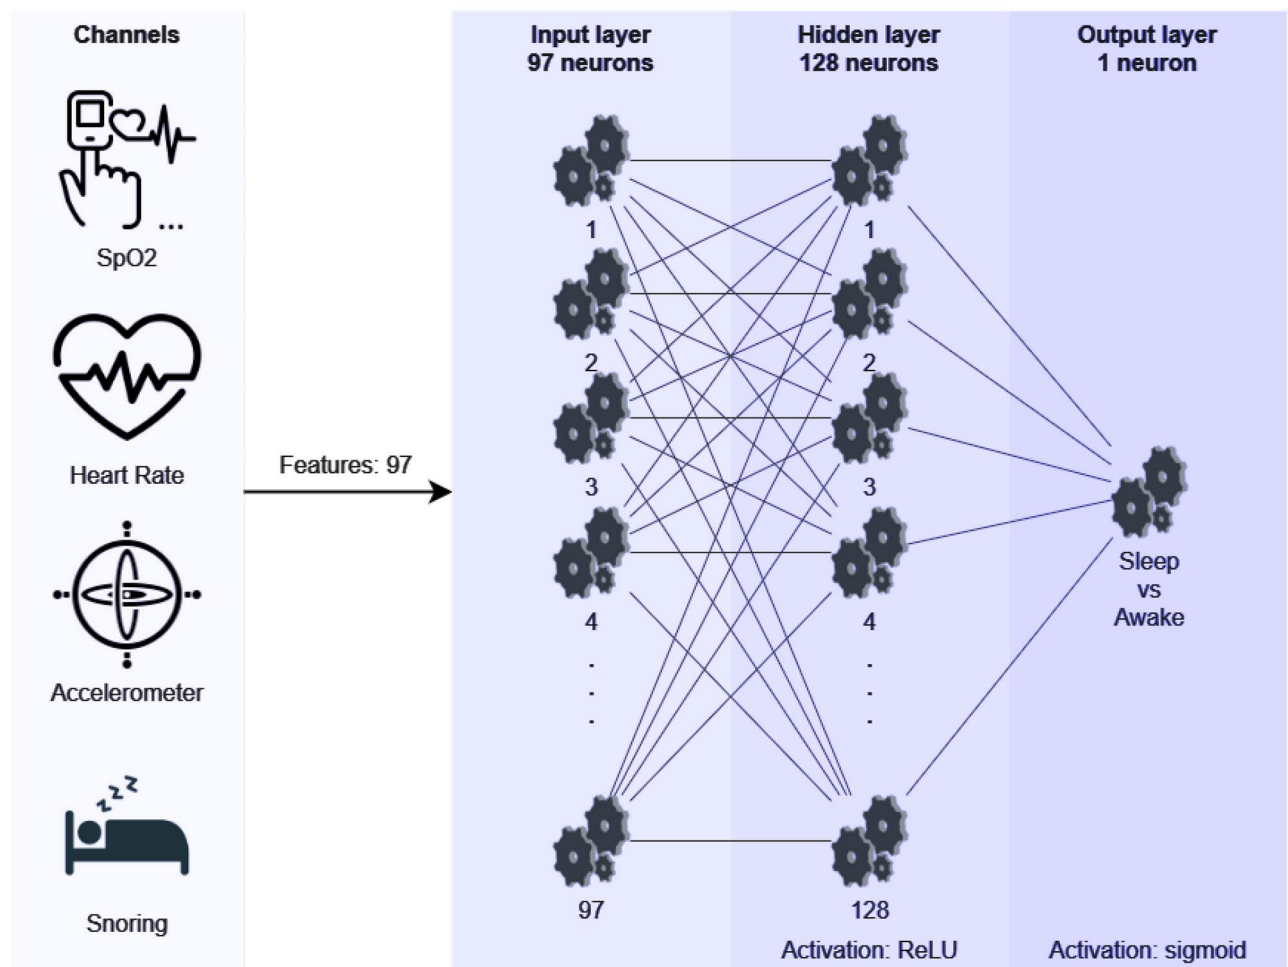 Channels
SpO2
Heart Rate
Accelerometer
z z z
Snoring
Features: 97
Input layer
97 neurons
1
2
3
4
.
.
.
97
Hidden layer
128 neurons
1
2
3
4
.
.
.
128
Activation: ReLU
Output layer
1 neuron
Sleep
vs
Awake
Activation: sigmoid